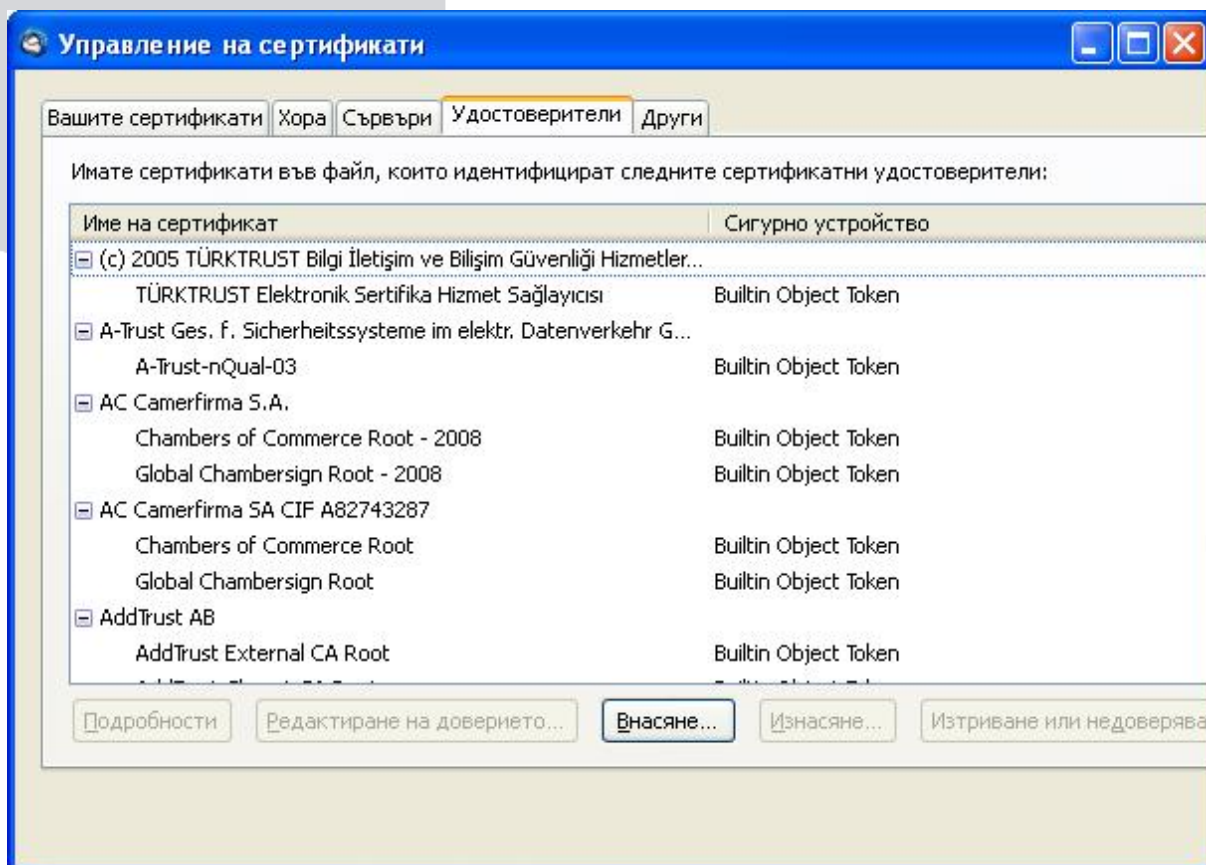 Управление на сертификати
Вашите сертификати Хора Сървъри Удостоверители Други
Имате сертификати във файл, които идентифицират следните сертификатни удостоверители:
Име на сертификат Сигурно устройство
(c) 2005 TÜRKTRUST Bilgi İletişim ve Bilişim Güvenliği Hizmetler...
TÜRKTRUST Elektronik Sertifika Hizmet Sağlayıcısı Builtin Object Token
A-Trust Ges. f. Sicherheitssysteme im elektr. Datenverkehr G...
A-Trust-nQual-03 Builtin Object Token
AC Camerfirma S.A.
Chambers of Commerce Root - 2008 Builtin Object Token
Global Chambersign Root - 2008 Builtin Object Token
AC Camerfirma SA CIF A82743287
Chambers of Commerce Root Builtin Object Token
Global Chambersign Root Builtin Object Token
AddTrust AB
AddTrust External CA Root Builtin Object Token
Подробности Редактиране на доверието... Внасяне... Изнасяне... Изтриване или недоверява